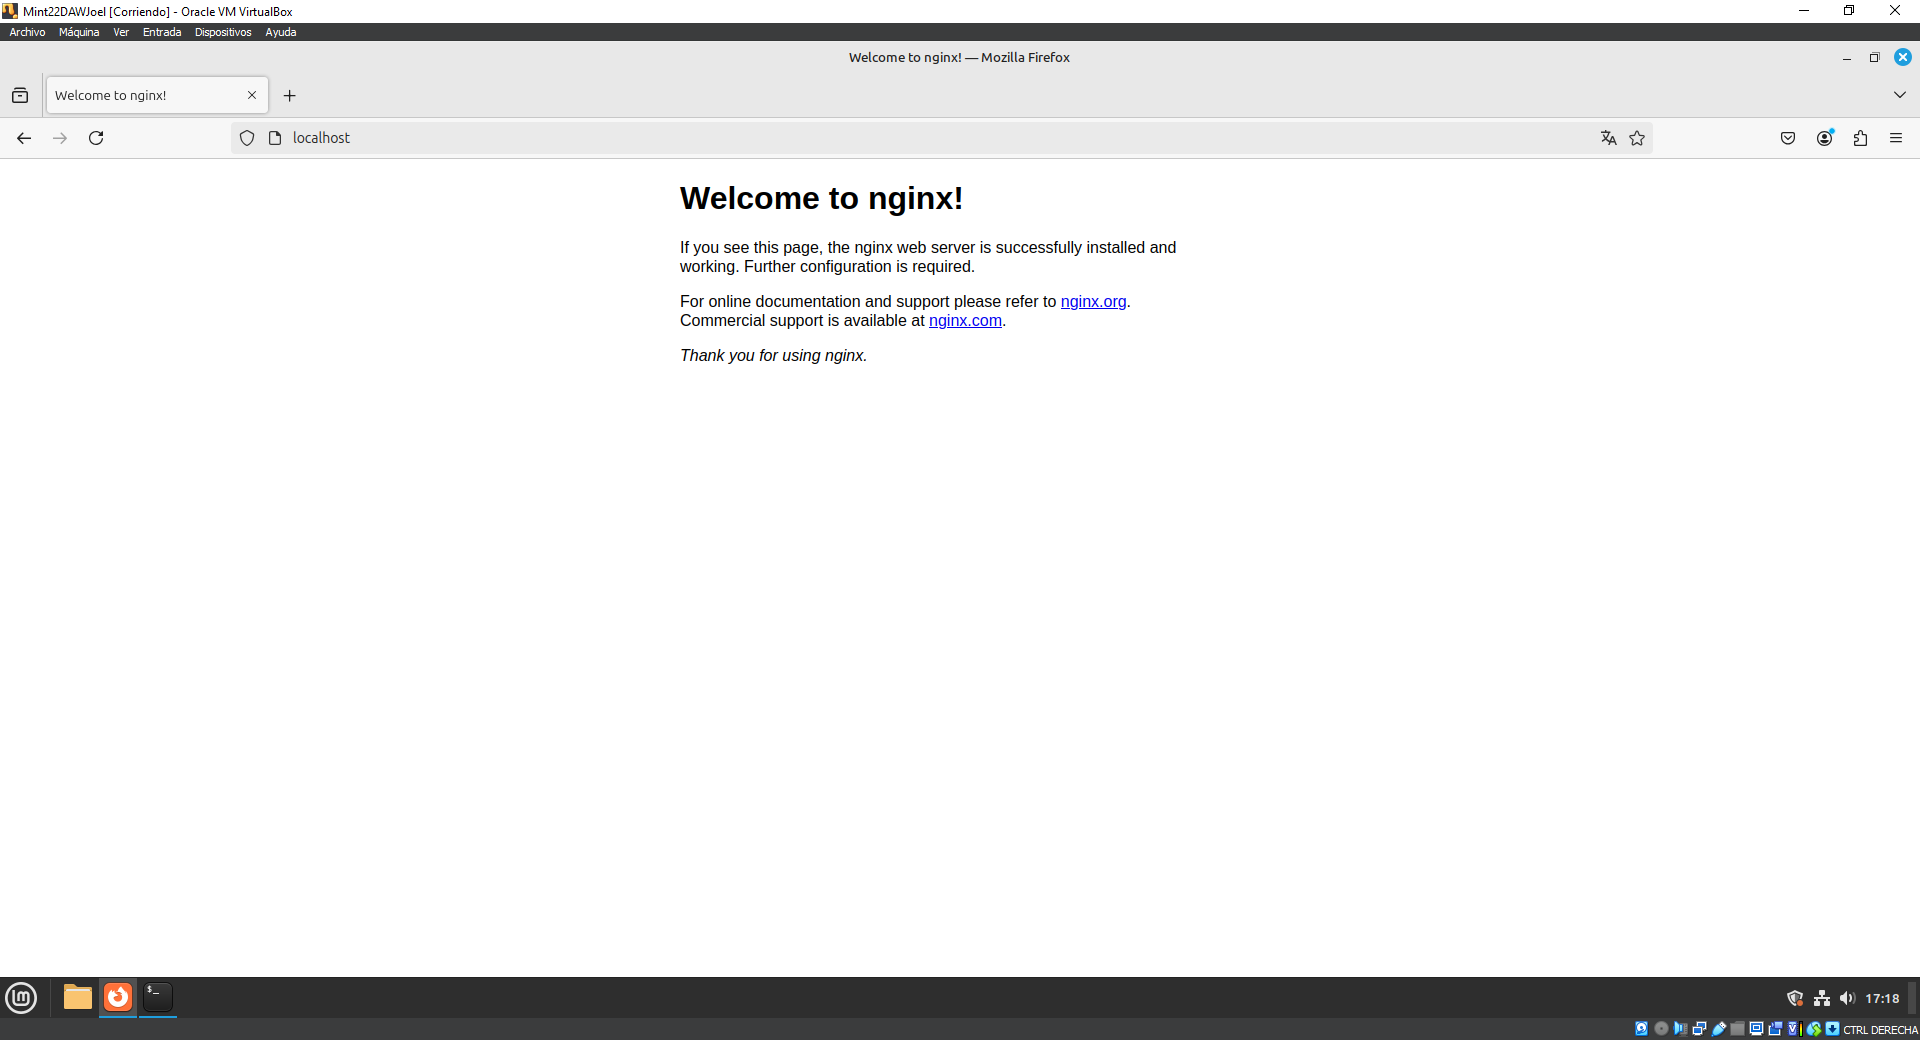 Mint22DAWJoel [Corriendo] - Oracle VM VirtualBox
Archivo Máquina Ver Entrada Dispositivos Ayuda
Welcome to nginx! — Mozilla Firefox
Welcome to nginx!
localhost
Welcome to nginx!
If you see this page, the nginx web server is successfully installed and
working. Further configuration is required.
For online documentation and support please refer to nginx.org.
Commercial support is available at nginx.com.
Thank you for using nginx.
17:18
CTRL DERECHA